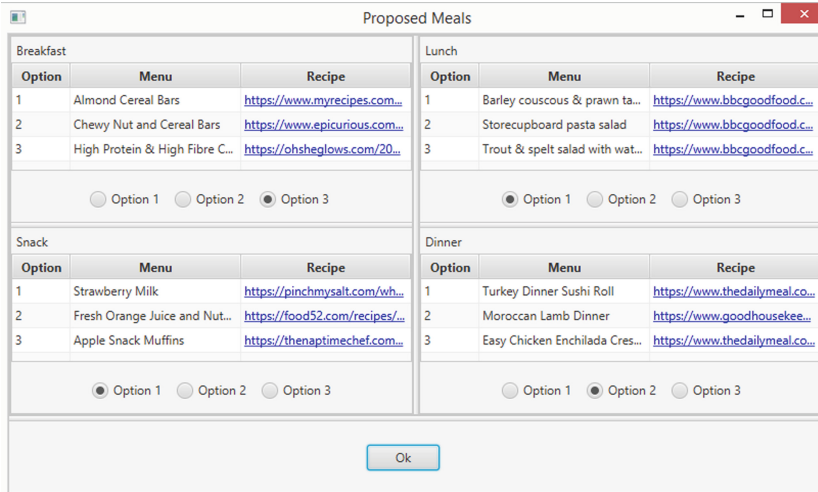 Proposed Meals
Breakfast
Option Menu Recipe
1 Almond Cereal Bars https://www.myrecipes.com...
2 Chewy Nut and Cereal Bars https://www.epicurious.com...
3 High Protein & High Fibre C... https://ohsheglows.com/20...
Option 1 Option 2 Option 3
Lunch
Option Menu Recipe
1 Barley couscous & prawn ta... https://www.bbcgoodfood.c...
2 Storecupboard pasta salad https://www.bbcgoodfood.c...
3 Trout & spelt salad with wat... https://www.bbcgoodfood.c...
Option 1 Option 2 Option 3
Snack
Option Menu Recipe
1 Strawberry Milk https://pinchmysalt.com/wh...
2 Fresh Orange Juice and Nut... https://food52.com/recipes/...
3 Apple Snack Muffins https://thenaptimechef.com...
Option 1 Option 2 Option 3
Dinner
Option Menu Recipe
1 Turkey Dinner Sushi Roll https://www.thedailymeal.co...
2 Moroccan Lamb Dinner https://www.goodhousekee...
3 Easy Chicken Enchilada Cres... https://www.thedailymeal.co...
Option 1 Option 2 Option 3
Ok